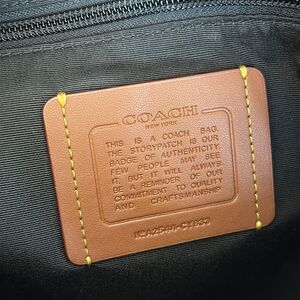 COACH
NEW YORK
THIS IS A COACH BAG.
THE STORYPATCH IS OUR
BADGE OF AUTHENTICITY.
FEW PEOPLE MAY SEE
IT, BUT IT WILL ALWAYS
BE A REMINDER OF OUR
COMMITMENT TO QUALITY
AND CRAFTSMANSHIP